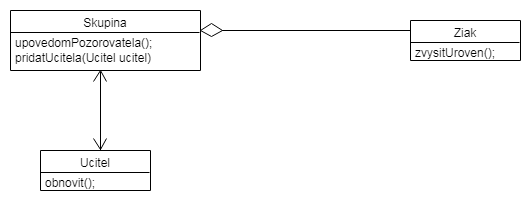 Skupina
upovedomPozorovatela();
pridatUcitela(Ucitel ucitel)
Ziak
zvysitUroven();
Ucitel
obnovit();